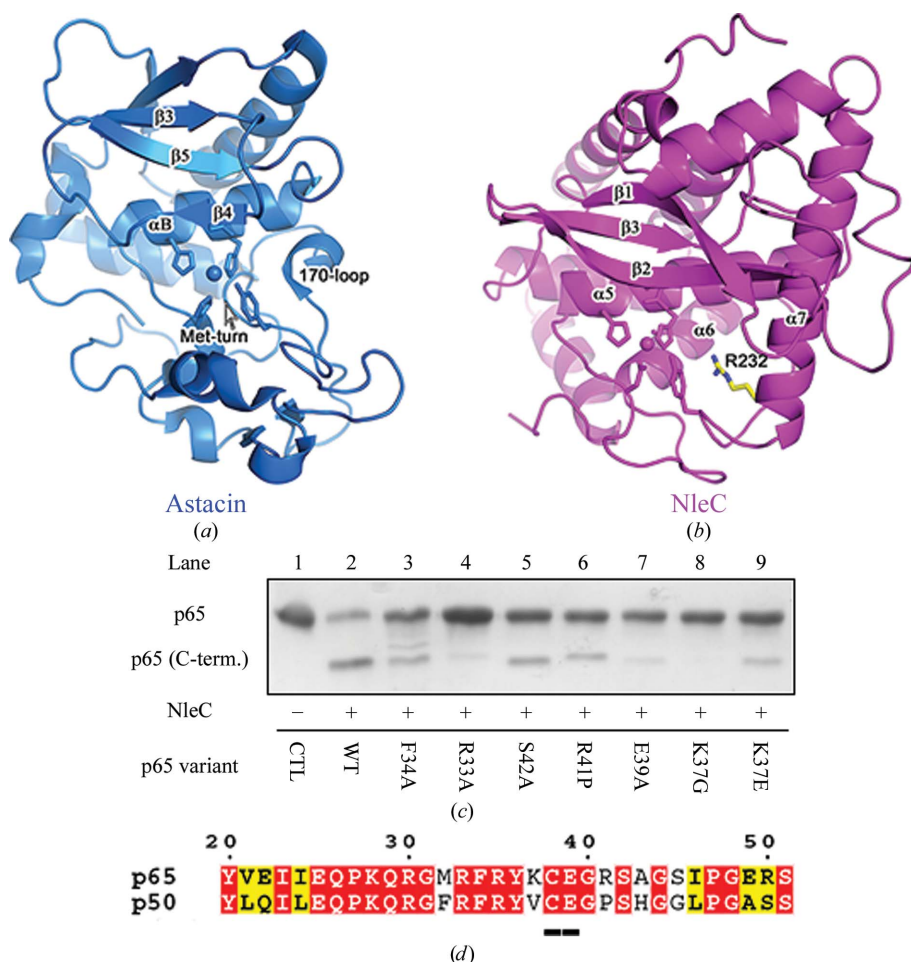 β3
β5
αB
β4
170-loop
Met-turn
Astacin
(a)
β1
β3
β2
α5
α6
α7
R232
NleC
(b)
Lane 1 2 3 4 5 6 7 8 9
p65
p65 (C-term.)
NleC – + + + + + + + +
p65 variant CTL WT F34A R33A S42A R41P E39A K37G K37E
(c)
20 30 40 50
p65 YVEIIEQPKQRGMRFRYKCEGRSAGSIPGERS
p50 YLQILEQPKQRGFRFRYVCEGPSHGGLPGASS
(d)